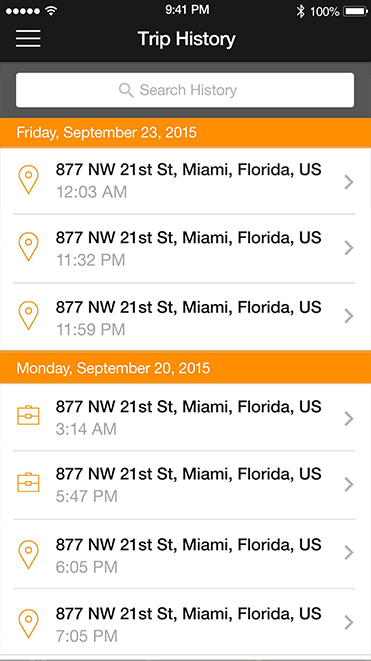 9:41 PM
100%
Trip History
Search History
Friday, September 23, 2015
877 NW 21st St, Miami, Florida, US
12:03 AM
877 NW 21st St, Miami, Florida, US
11:32 PM
877 NW 21st St, Miami, Florida, US
11:59 PM
Monday, September 20, 2015
877 NW 21st St, Miami, Florida, US
3:14 AM
877 NW 21st St, Miami, Florida, US
5:47 PM
877 NW 21st St, Miami, Florida, US
6:05 PM
877 NW 21st St, Miami, Florida, US
7:05 PM